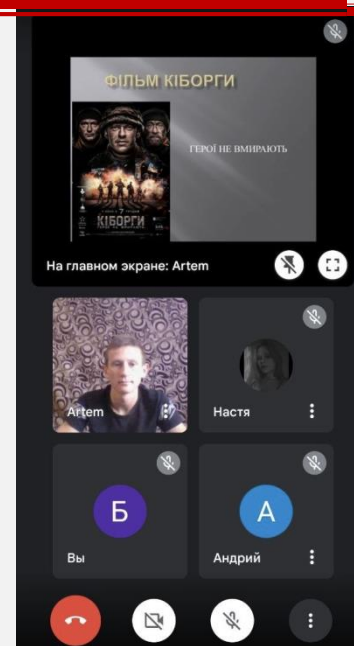 ФІЛЬМ КІБОРГИ
ГЕРОЇ НЕ ВМИРАЮТЬ
КІБОРГИ
На главном экране: Artem
Artem
Настя
Б
А
Вы
Андрий